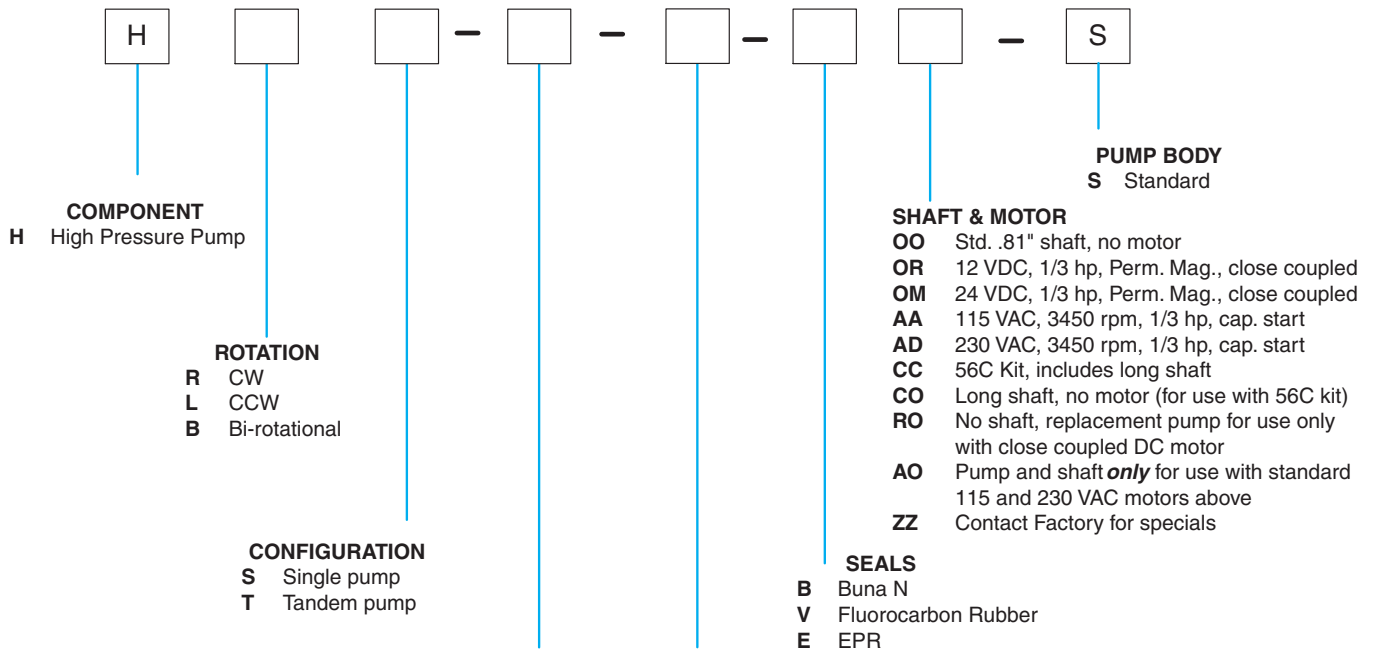 H – – – – S
PUMP BODY
S Standard
COMPONENT
H High Pressure Pump
SHAFT & MOTOR
OO Std. .81" shaft, no motor
OR 12 VDC, 1/3 hp, Perm. Mag., close coupled
OM 24 VDC, 1/3 hp, Perm. Mag., close coupled
AA 115 VAC, 3450 rpm, 1/3 hp, cap. start
AD 230 VAC, 3450 rpm, 1/3 hp, cap. start
CC 56C Kit, includes long shaft
CO Long shaft, no motor (for use with 56C kit)
RO No shaft, replacement pump for use only
with close coupled DC motor
AO Pump and shaft only for use with standard
115 and 230 VAC motors above
ZZ Contact Factory for specials
ROTATION
R CW
L CCW
B Bi-rotational
CONFIGURATION
S Single pump
T Tandem pump
SEALS
B Buna N
V Fluorocarbon Rubber
E EPR